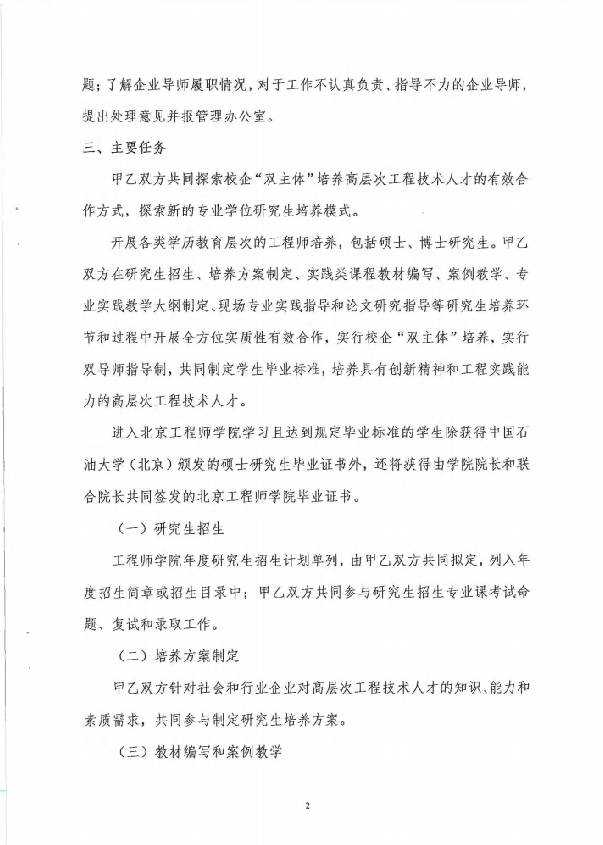 题；了解企业导师履职情况，对于工作不认真负责、指导不力的企业导师，
提出处理意见并报管理办公室。
三、主要任务
甲乙双方共同探索校企“双主体”培养高层次工程技术人才的有效合
作方式，探索新的专业学位研究生培养模式。
开展各类学历教育层次的工程师培养，包括硕士、博士研究生。甲乙
双方在研究生招生、培养方案制定、实践类课程教材编写、案例教学、专
业实践教学大纲制定、现场专业实践指导和论文研究指导等研究生培养环
节和过程中开展全方位实质性有效合作，实行校企“双主体”培养，实行
双导师指导制，共同制定学生毕业标准，培养具有创新精神和工程实践能
力的高层次工程技术人才。
进入北京工程师学院学习且达到规定毕业标准的学生除获得中国石
油大学（北京）颁发的硕士研究生毕业证书外，还将获得由学院院长和联
合院长共同签发的北京工程师学院毕业证书。
（一）研究生招生
工程师学院年度研究生招生计划单列，由甲乙双方共同拟定，列入年
度招生简章或招生目录中；甲乙双方共同参与研究生招生专业课考试命
题、复试和录取工作。
（二）培养方案制定
甲乙双方针对社会和行业企业对高层次工程技术人才的知识、能力和
素质需求，共同参与制定研究生培养方案。
（三）教材编写和案例教学
2